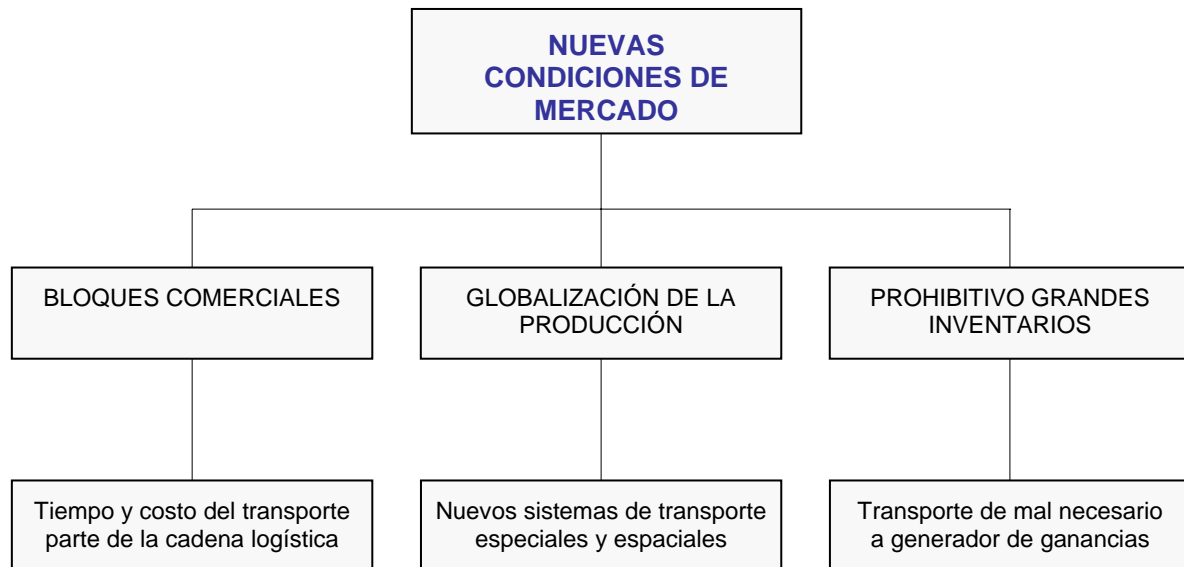 NUEVAS
CONDICIONES DE
MERCADO
BLOQUES COMERCIALES
GLOBALIZACIÓN DE LA
PRODUCCIÓN
PROHIBITIVO GRANDES
INVENTARIOS
Tiempo y costo del transporte
parte de la cadena logística
Nuevos sistemas de transporte
especiales y espaciales
Transporte de mal necesario
a generador de ganancias